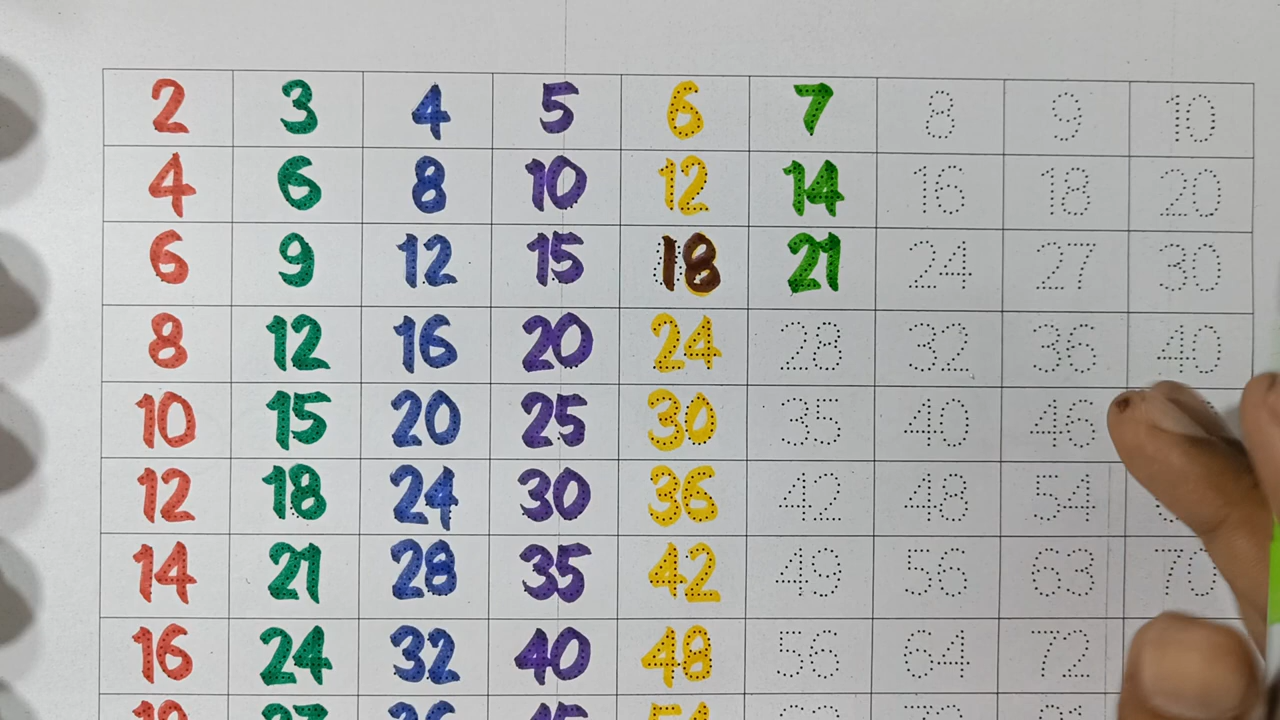 2 3 4 5 6 7 8 9 10
4 6 8 10 12 14 16 18 20
6 9 12 15 18 21 24 27 30
8 12 16 20 24 28 32 36 40
10 15 20 25 30 35 40 46
12 18 24 30 36 42 48 54
14 21 28 35 42 49 56 63 70
16 24 32 40 48 56 64 72